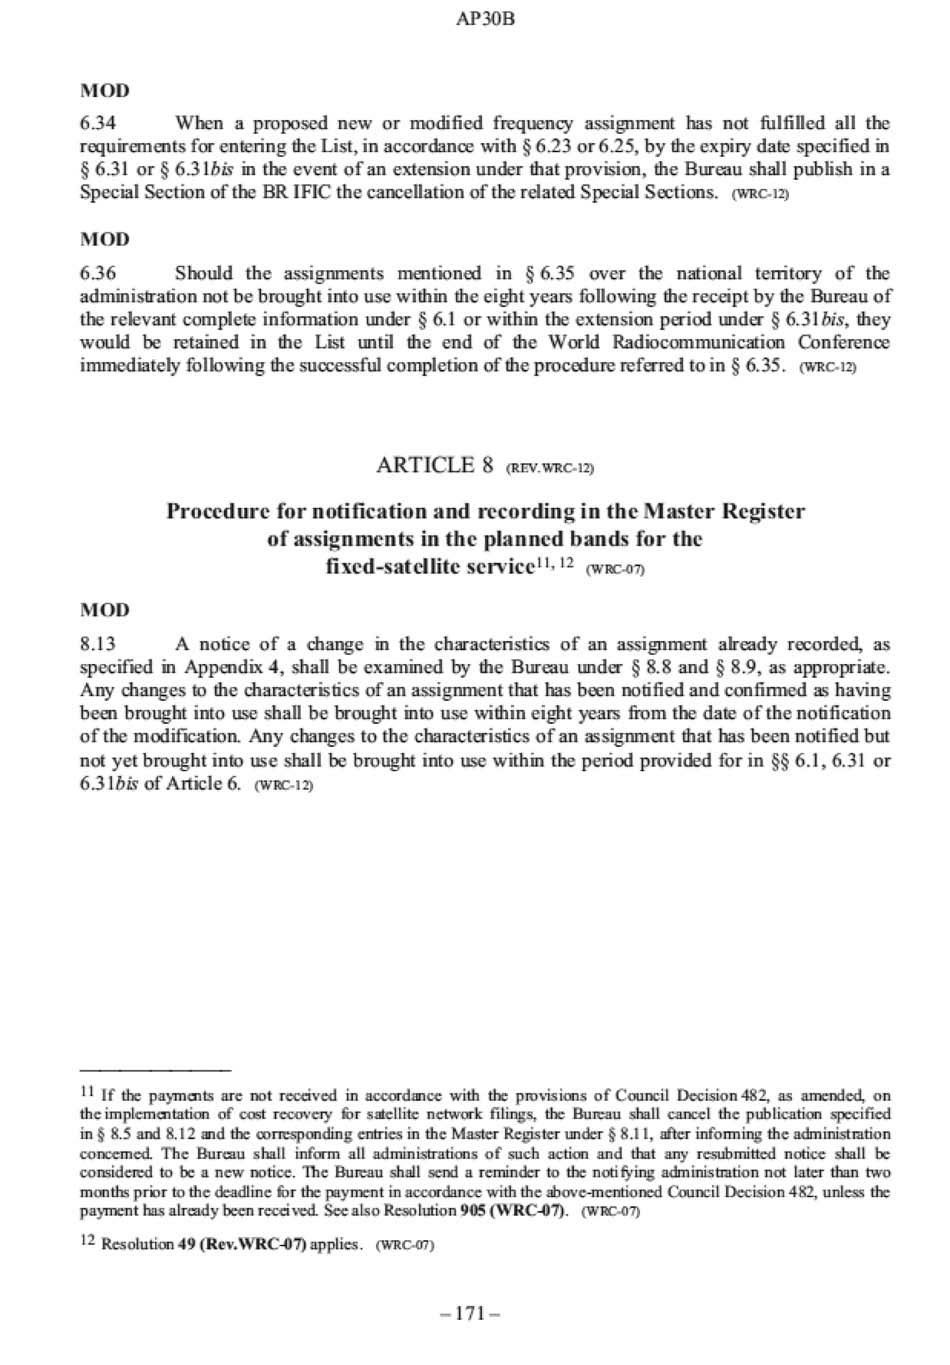 AP30B
MOD
6.34 When a proposed new or modified frequency assignment has not fulfilled all the
requirements for entering the List, in accordance with § 6.23 or 6.25, by the expiry date specified in
§ 6.31 or § 6.31bis in the event of an extension under that provision, the Bureau shall publish in a
Special Section of the BR IFIC the cancellation of the related Special Sections. (WRC-12)
MOD
6.36 Should the assignments mentioned in § 6.35 over the national territory of the
administration not be brought into use within the eight years following the receipt by the Bureau of
the relevant complete information under § 6.1 or within the extension period under § 6.31bis, they
would be retained in the List until the end of the World Radiocommunication Conference
immediately following the successful completion of the procedure referred to in § 6.35. (WRC-12)
ARTICLE 8 (REV.WRC-12)
Procedure for notification and recording in the Master Register
of assignments in the planned bands for the
fixed-satellite service11, 12 (WRC-07)
MOD
8.13 A notice of a change in the characteristics of an assignment already recorded, as
specified in Appendix 4, shall be examined by the Bureau under § 8.8 and § 8.9, as appropriate.
Any changes to the characteristics of an assignment that has been notified and confirmed as having
been brought into use shall be brought into use within eight years from the date of the notification
of the modification. Any changes to the characteristics of an assignment that has been notified but
not yet brought into use shall be brought into use within the period provided for in §§ 6.1, 6.31 or
6.31bis of Article 6. (WRC-12)
11 If the payments are not received in accordance with the provisions of Council Decision 482, as amended, on
the implementation of cost recovery for satellite network filings, the Bureau shall cancel the publication specified
in § 8.5 and 8.12 and the corresponding entries in the Master Register under § 8.11, after informing the administration
concerned. The Bureau shall inform all administrations of such action and that any resubmitted notice shall be
considered to be a new notice. The Bureau shall send a reminder to the notifying administration not later than two
months prior to the deadline for the payment in accordance with the above-mentioned Council Decision 482, unless the
payment has already been received. See also Resolution 905 (WRC-07). (WRC-07)
12 Resolution 49 (Rev.WRC-07) applies. (WRC-07)
– 171 –